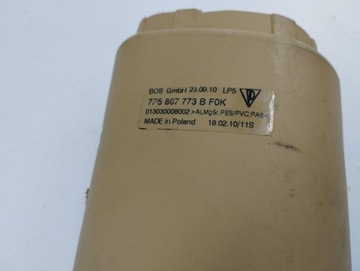 BOS GmbH 23.09.10 LP5
7P5 867 773 B F0K
013030008002 >ALMgSi,PES/PVC,PA6<
MADE in Poland 18.02.10/11S